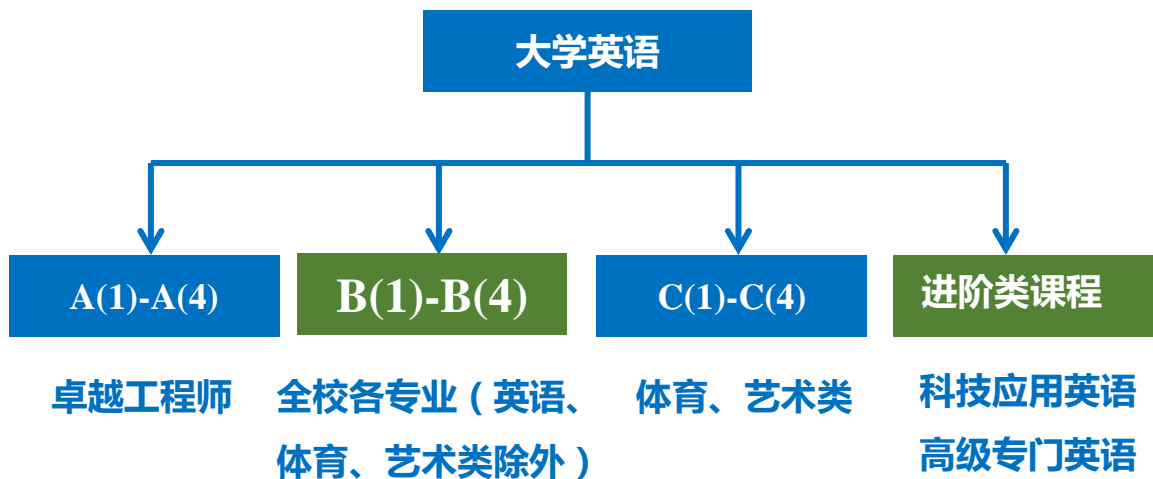 大学英语
A(1)-A(4)
B(1)-B(4)
C(1)-C(4)
进阶类课程
卓越工程师
全校各专业（英语、
体育、艺术类除外）
体育、艺术类
科技应用英语
高级专门英语